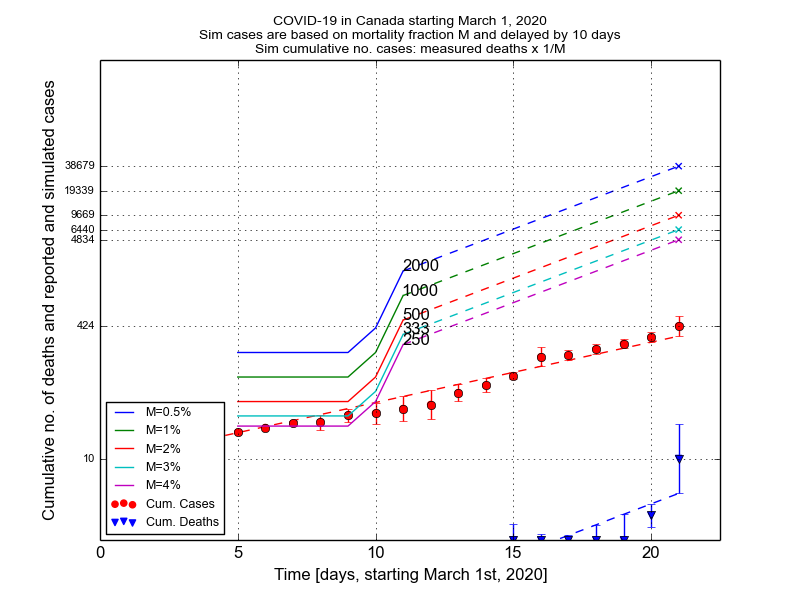 COVID-19 in Canada starting March 1, 2020
Sim cases are based on mortality fraction M and delayed by 10 days
Sim cumulative no. cases: measured deaths x 1/M
Cumulative no. of deaths and reported and simulated cases
38679
19339
9669
6440
4834
424
10
2000
1000
500
333
250
M=0.5%
M=1%
M=2%
M=3%
M=4%
Cum. Cases
Cum. Deaths
0 5 10 15 20
Time [days, starting March 1st, 2020]